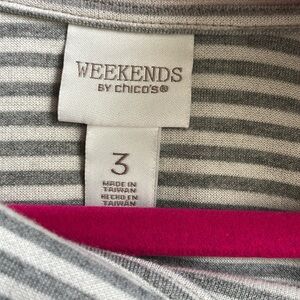 WEEKENDS
BY CHICO'S®
3
MADE IN
TAIWAN
HECHO EN
TAIWAN